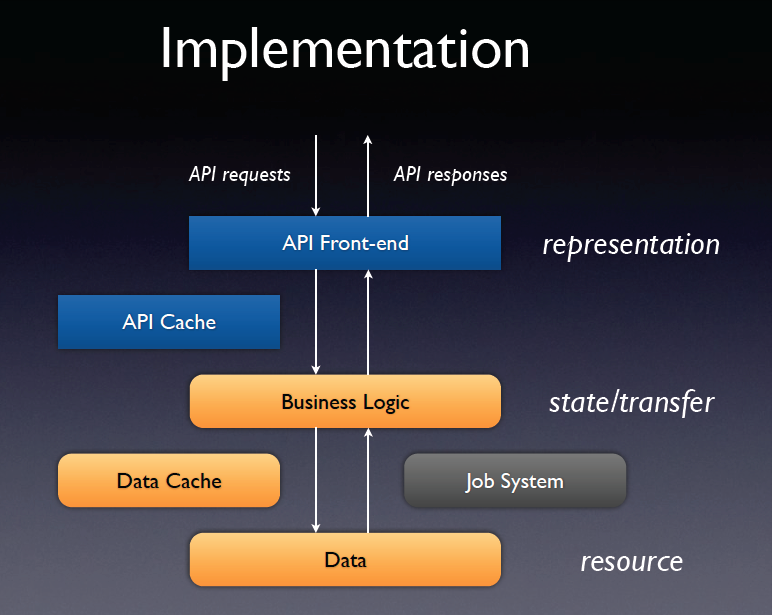 Implementation
API requests
API responses
API Front-end
representation
API Cache
Business Logic
state/transfer
Data Cache
Job System
Data
resource